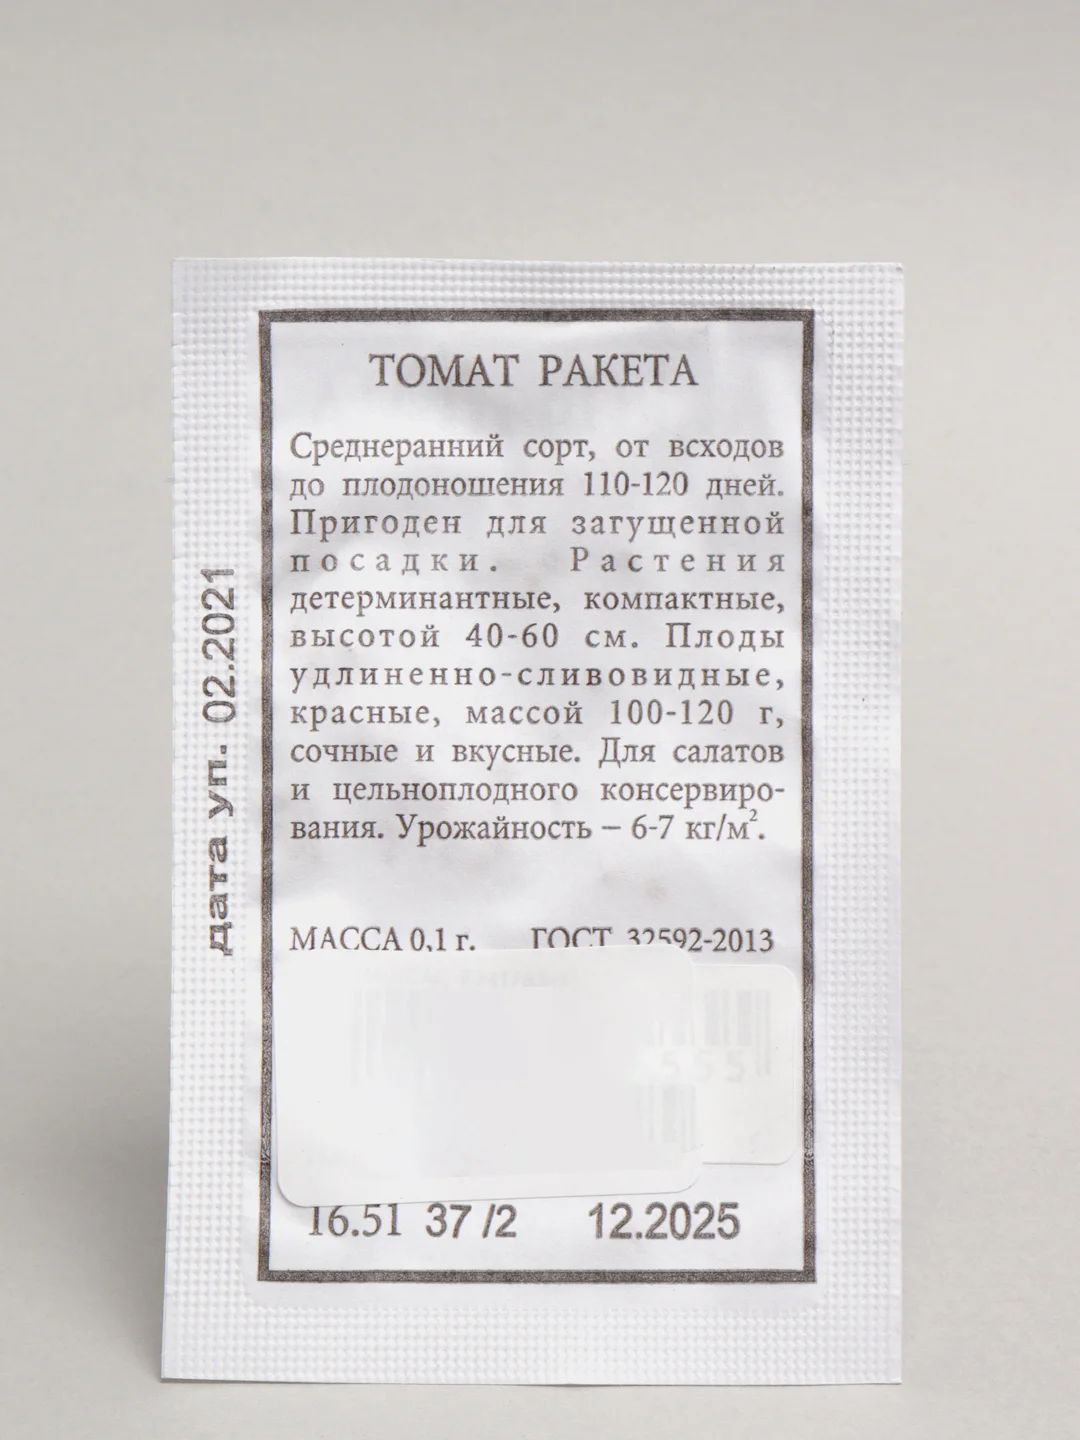 ТОМАТ РАКЕТА
Среднеранний сорт, от всходов
до плодоношения 110-120 дней.
Пригоден для загущенной
посадки. Растения
детерминантные, компактные,
высотой 40-60 см. Плоды
удлиненно-сливовидные,
красные, массой 100-120 г,
сочные и вкусные. Для салатов
и цельноплодного консервиро-
вания. Урожайность – 6-7 кг/м².
МАССА 0,1 г. ГОСТ 32592-2013
555
16.51 37 /2 12.2025
дата уп. 02.2021